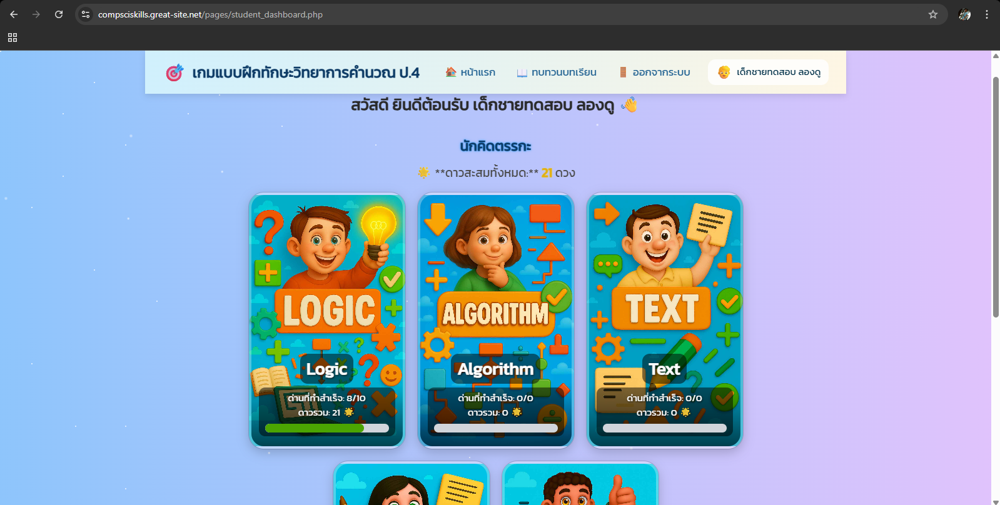 compsciskills.great-site.net/pages/student_dashboard.php
เกมแบบฝึกทักษะวิทยาการคำนวณ ป.4
หน้าแรก
ทบทวนบทเรียน
ออกจากระบบ
เด็กชายทดสอบ ลองดู
สวัสดี ยินดีต้อนรับ เด็กชายทดสอบ ลองดู
นักคิดตรรกะ
**ดาวสะสมทั้งหมด:** 21 ดวง
LOGIC
Logic
ด่านที่ทำสำเร็จ: 8/10
ดาวรวม: 21
ALGORITHM
Algorithm
ด่านที่ทำสำเร็จ: 0/0
ดาวรวม: 0
TEXT
Text
ด่านที่ทำสำเร็จ: 0/0
ดาวรวม: 0